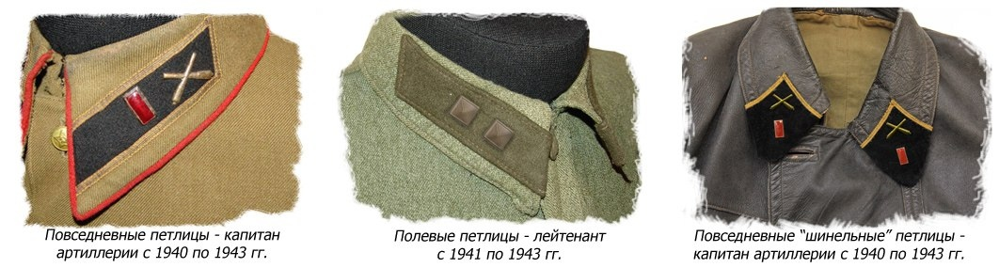 Повседневные петлицы - капитан
артиллерии с 1940 по 1943 гг.
Полевые петлицы - лейтенант
с 1941 по 1943 гг.
Повседневные “шинельные” петлицы -
капитан артиллерии с 1940 по 1943 гг.